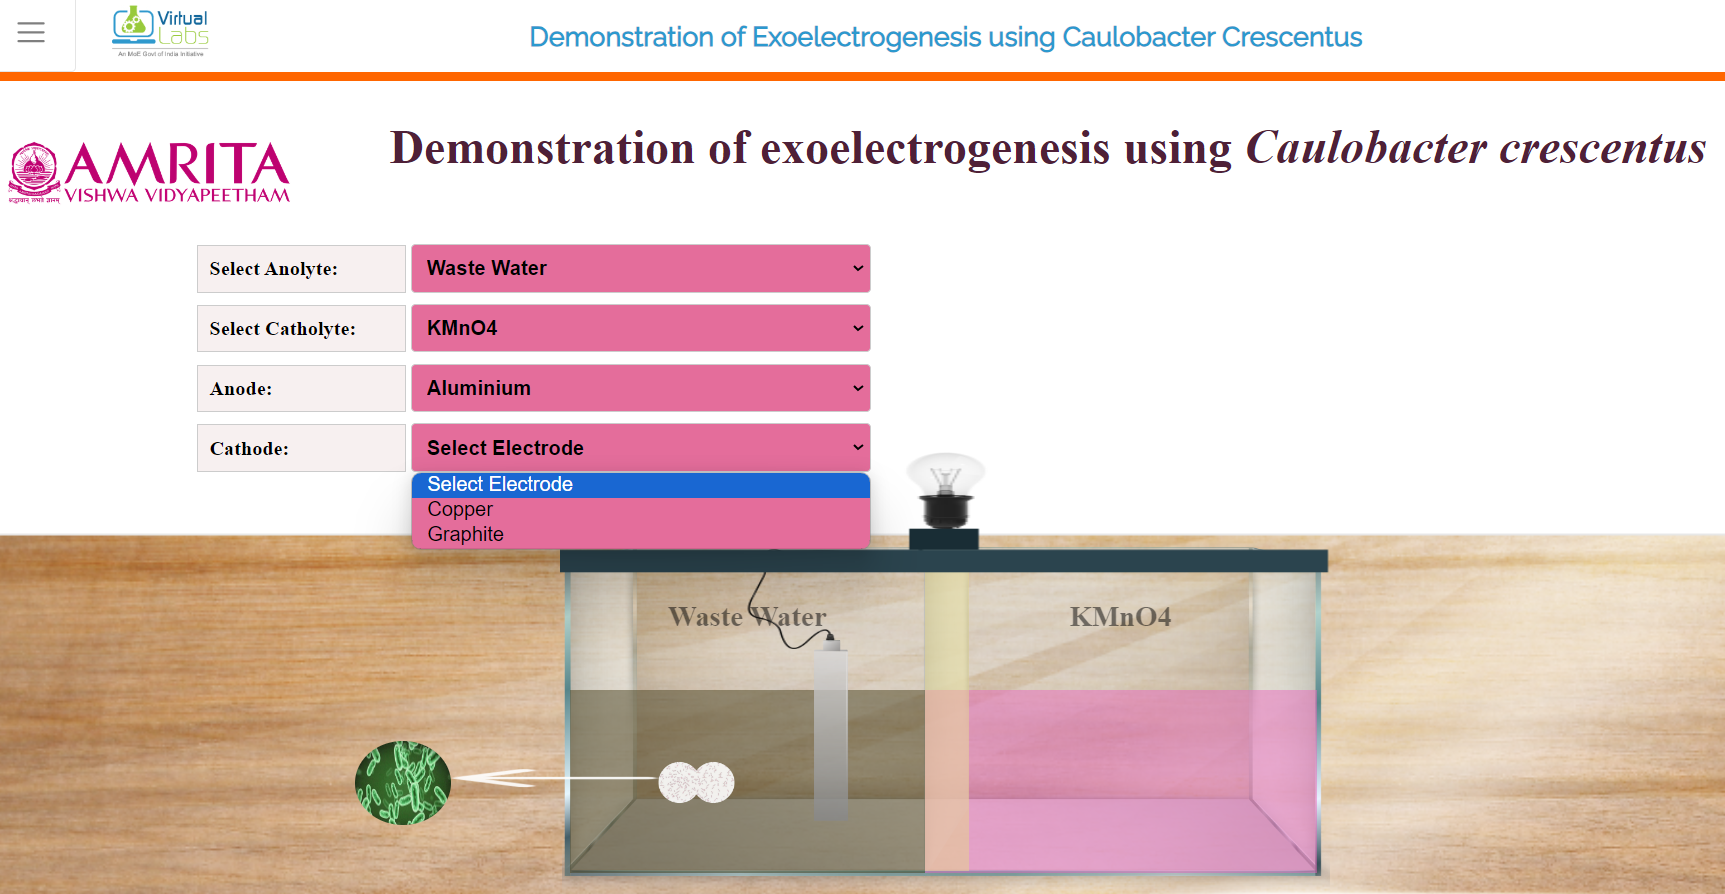 Virtual
Labs
An MoE Govt of India Initiative
Demonstration of Exoelectrogenesis using Caulobacter Crescentus
AMRITA
VISHWA VIDYAPEETHAM
Demonstration of exoelectrogenesis using Caulobacter crescentus
Select Anolyte:
Waste Water
Select Catholyte:
KMnO4
Anode:
Aluminium
Cathode:
Select Electrode
Select Electrode
Copper
Graphite
Waste Water
KMnO4